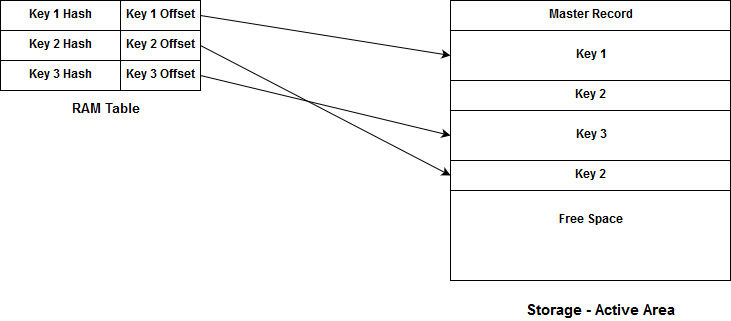 Key 1 Hash
Key 1 Offset
Key 2 Hash
Key 2 Offset
Key 3 Hash
Key 3 Offset
RAM Table
Master Record
Key 1
Key 2
Key 3
Key 2
Free Space
Storage - Active Area